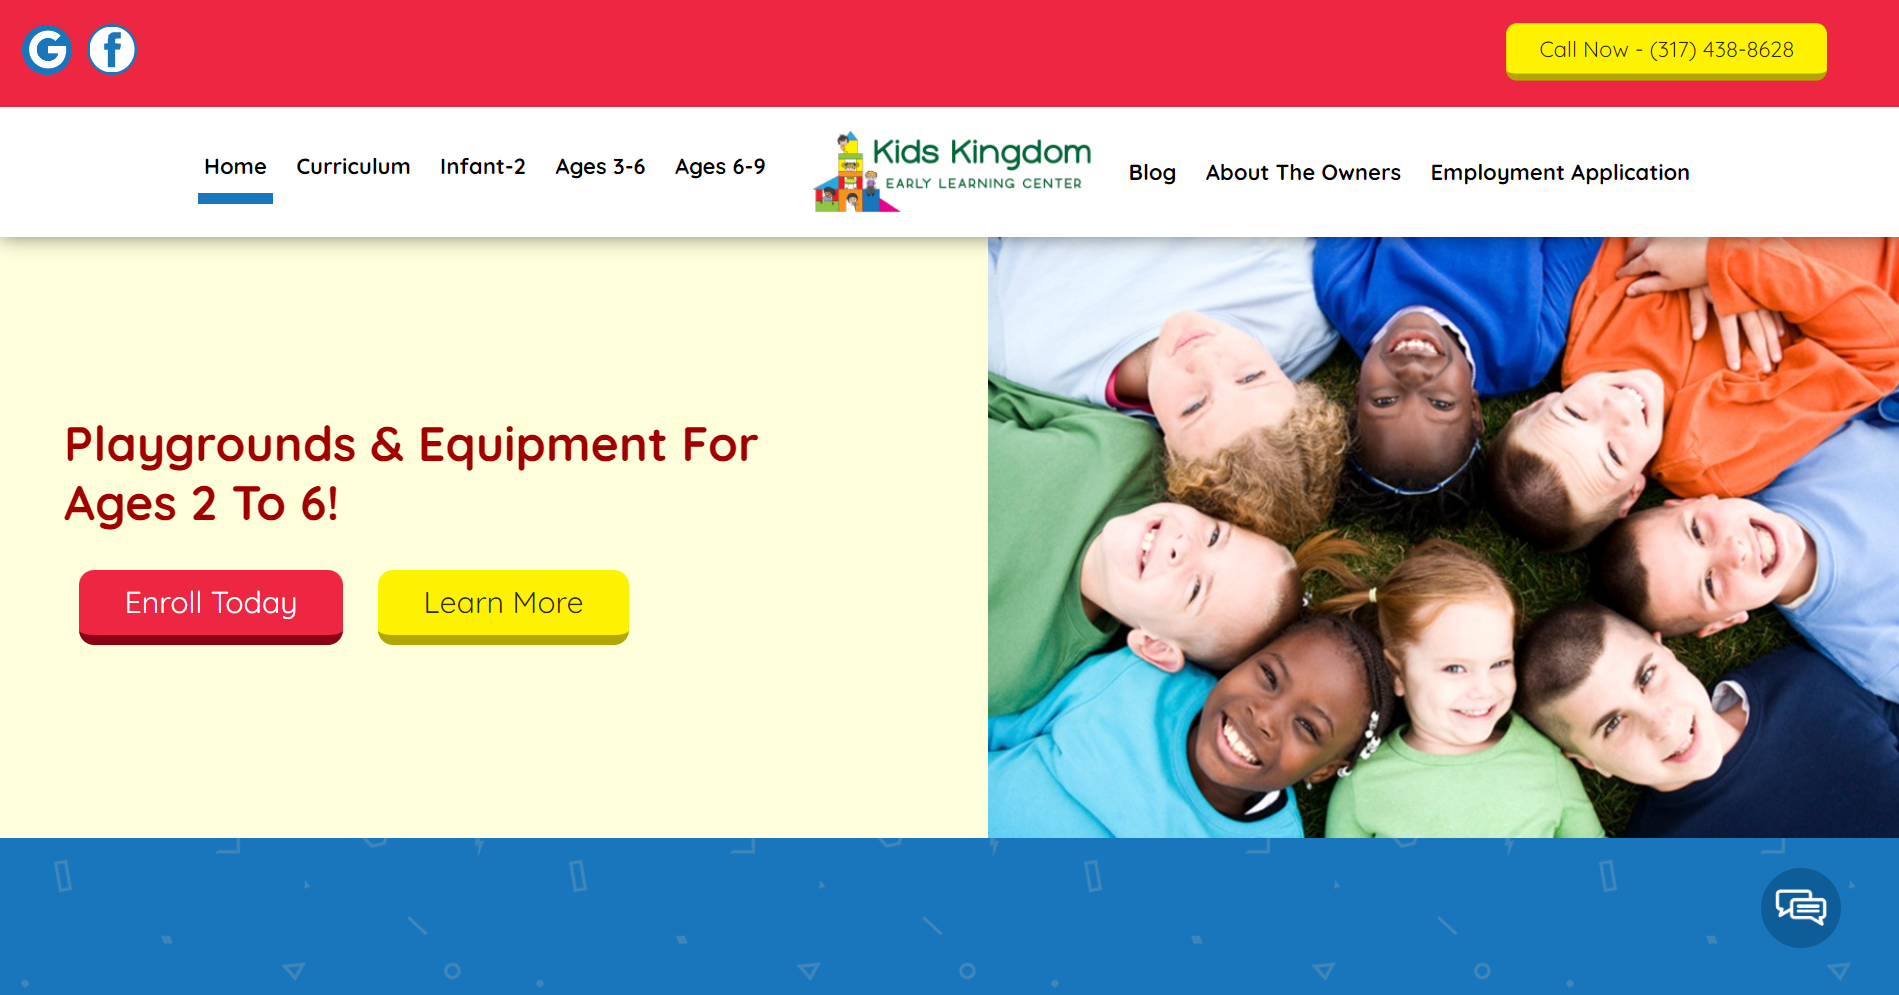 Call Now - (317) 438-8628
Home
Curriculum
Infant-2
Ages 3-6
Ages 6-9
Kids Kingdom
EARLY LEARNING CENTER
Blog
About The Owners
Employment Application
Playgrounds & Equipment For
Ages 2 To 6!
Enroll Today
Learn More